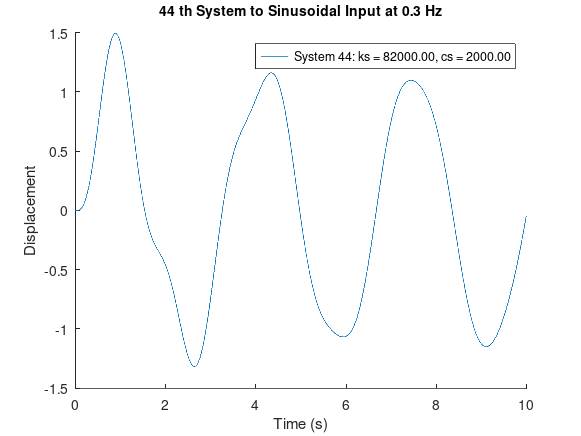 44 th System to Sinusoidal Input at 0.3 Hz
System 44: ks = 82000.00, cs = 2000.00
1.5
1
0.5
0
-0.5
-1
-1.5
Displacement
0 2 4 6 8 10
Time (s)